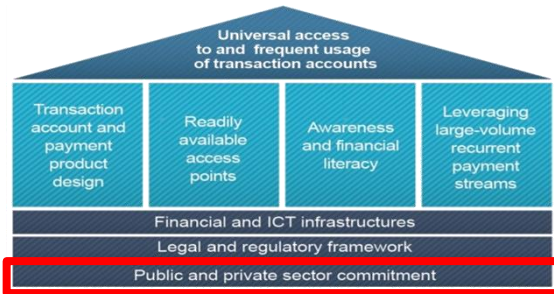 Universal access
to and frequent usage
of transaction accounts
Transaction
account and
payment
product
design
Readily
available
access
points
Awareness
and financial
literacy
Leveraging
large-volume
recurrent
payment
streams
Financial and ICT infrastructures
Legal and regulatory framework
Public and private sector commitment